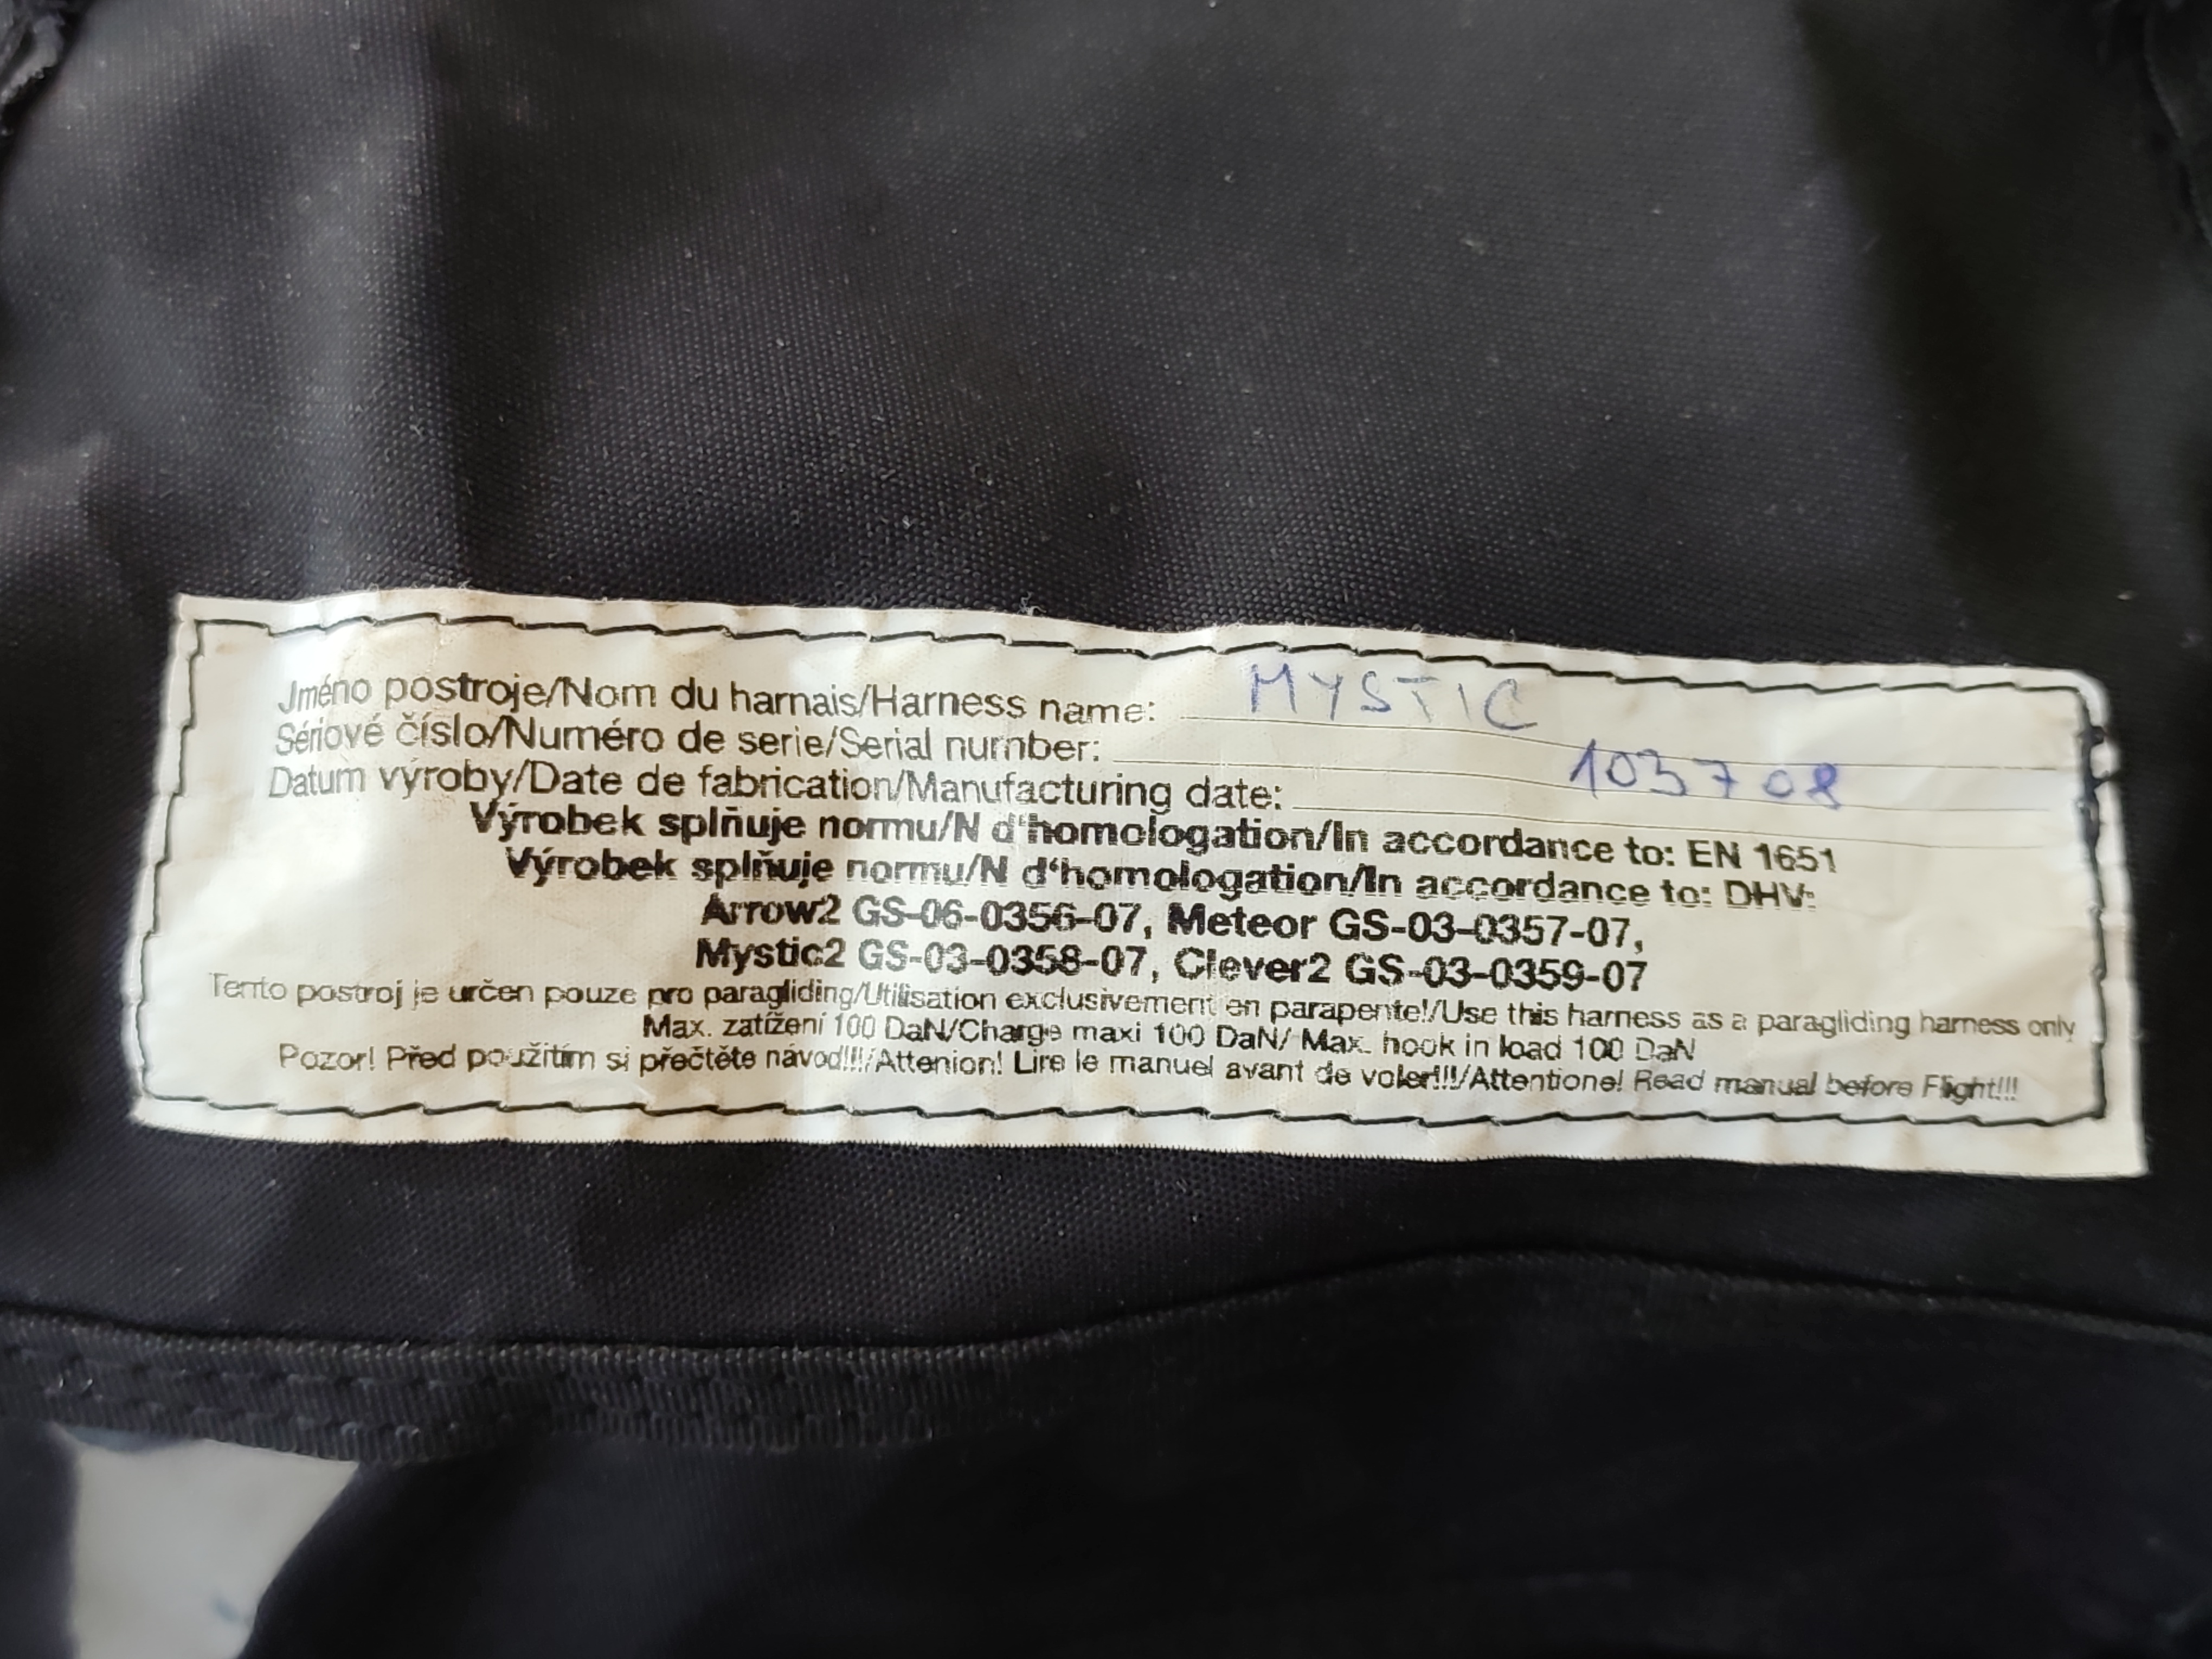 Jméno postroje/Nom du harnais/Harness name: MYSTIC
Sériové číslo/Numéro de serie/Serial number: 103708
Datum výroby/Date de fabrication/Manufacturing date:
Výrobek splňuje normu/N d'homologation/In accordance to: EN 1651
Výrobek splňuje normu/N d'homologation/In accordance to: DHV:
Arrow2 GS-06-0356-07, Meteor GS-03-0357-07,
Mystic2 GS-03-0358-07, Clever2 GS-03-0359-07
Tento postroj je určen pouze pro paragliding/Utilisation exclusivement en parapente!/Use this harness as a paragliding harness only
Max. zatížení 100 DaN/Charge maxi 100 DaN/ Max. hook in load 100 DaN
Pozor! Před použitím si přečtěte návod!!!/Attenion! Lire le manuel avant de voler!!!/Attentione! Read manual before Flight!!!